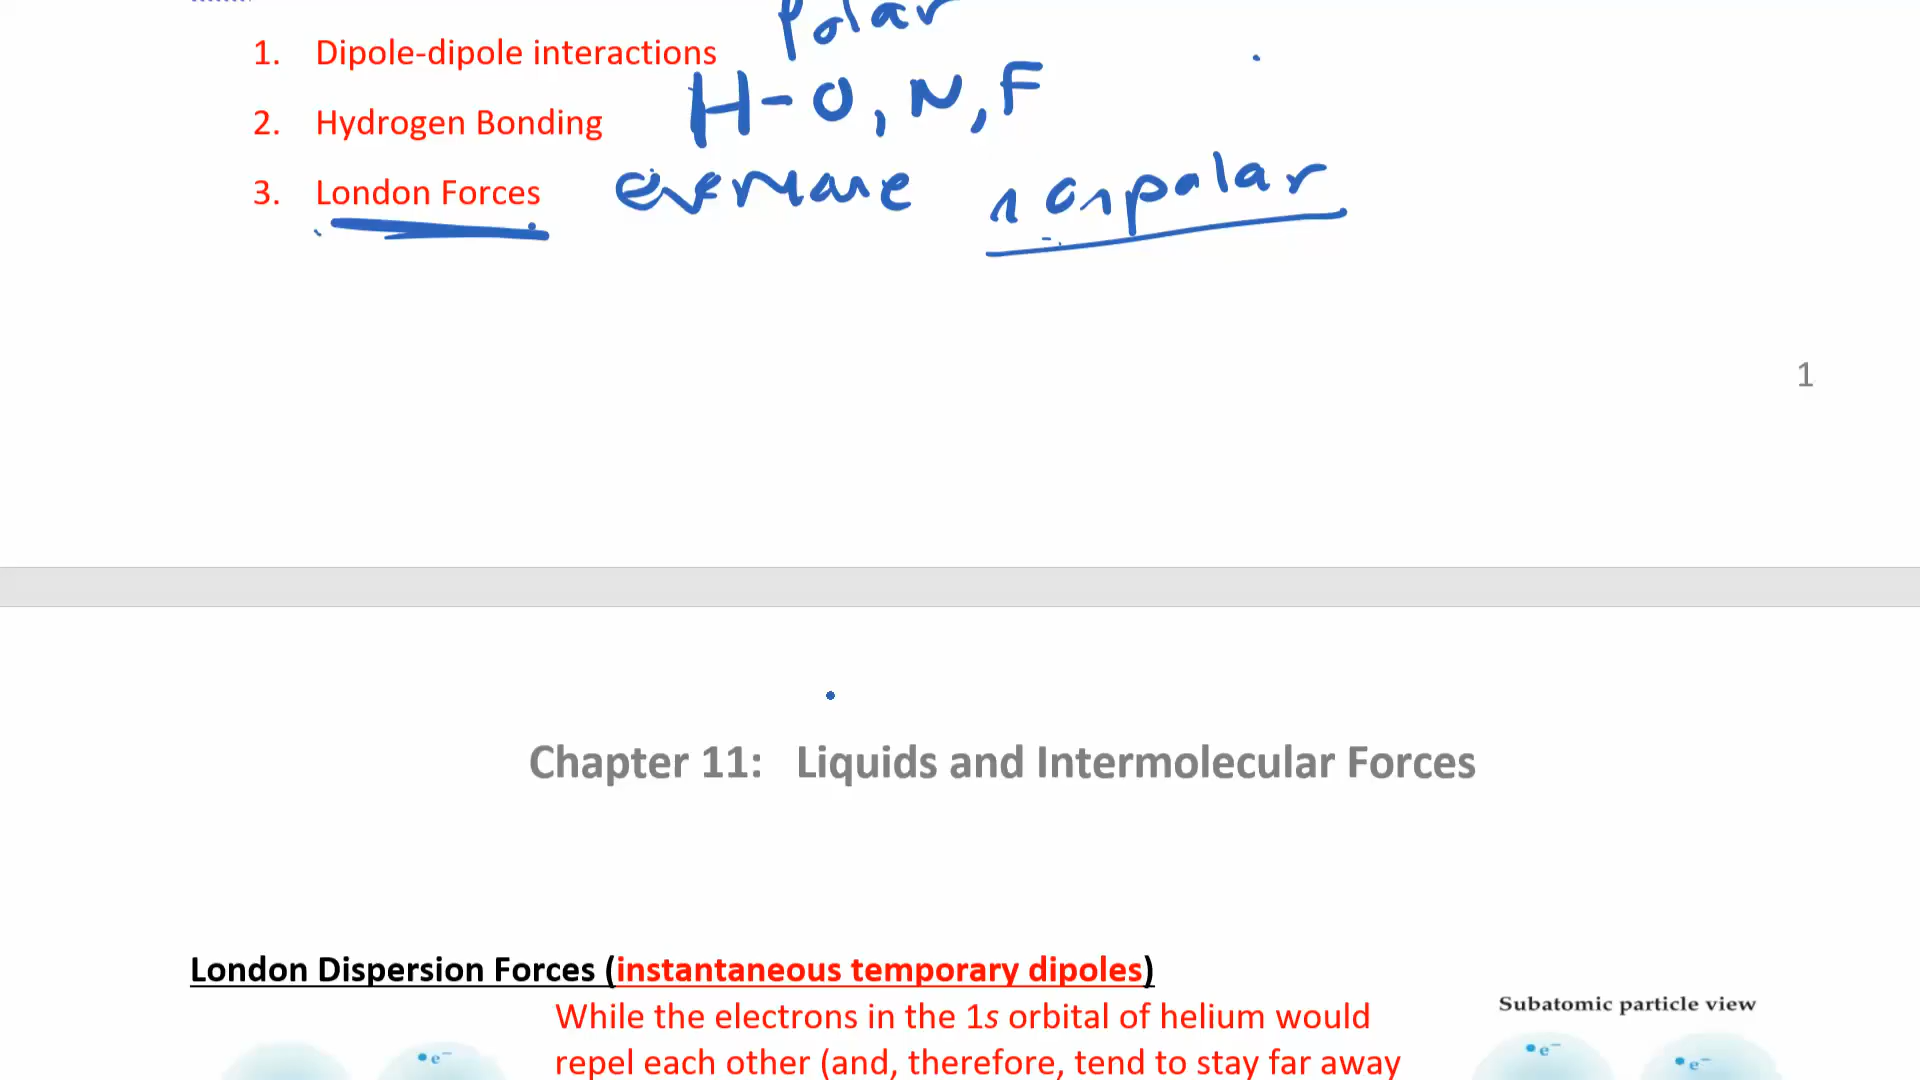 Polar
1. Dipole-dipole interactions
H-O, N, F
2. Hydrogen Bonding
3. London Forces nonpolar
1
Chapter 11: Liquids and Intermolecular Forces
London Dispersion Forces (instantaneous temporary dipoles)
While the electrons in the 1s orbital of helium would
repel each other (and, therefore, tend to stay far away
Subatomic particle view
e⁻
e⁻
e⁻